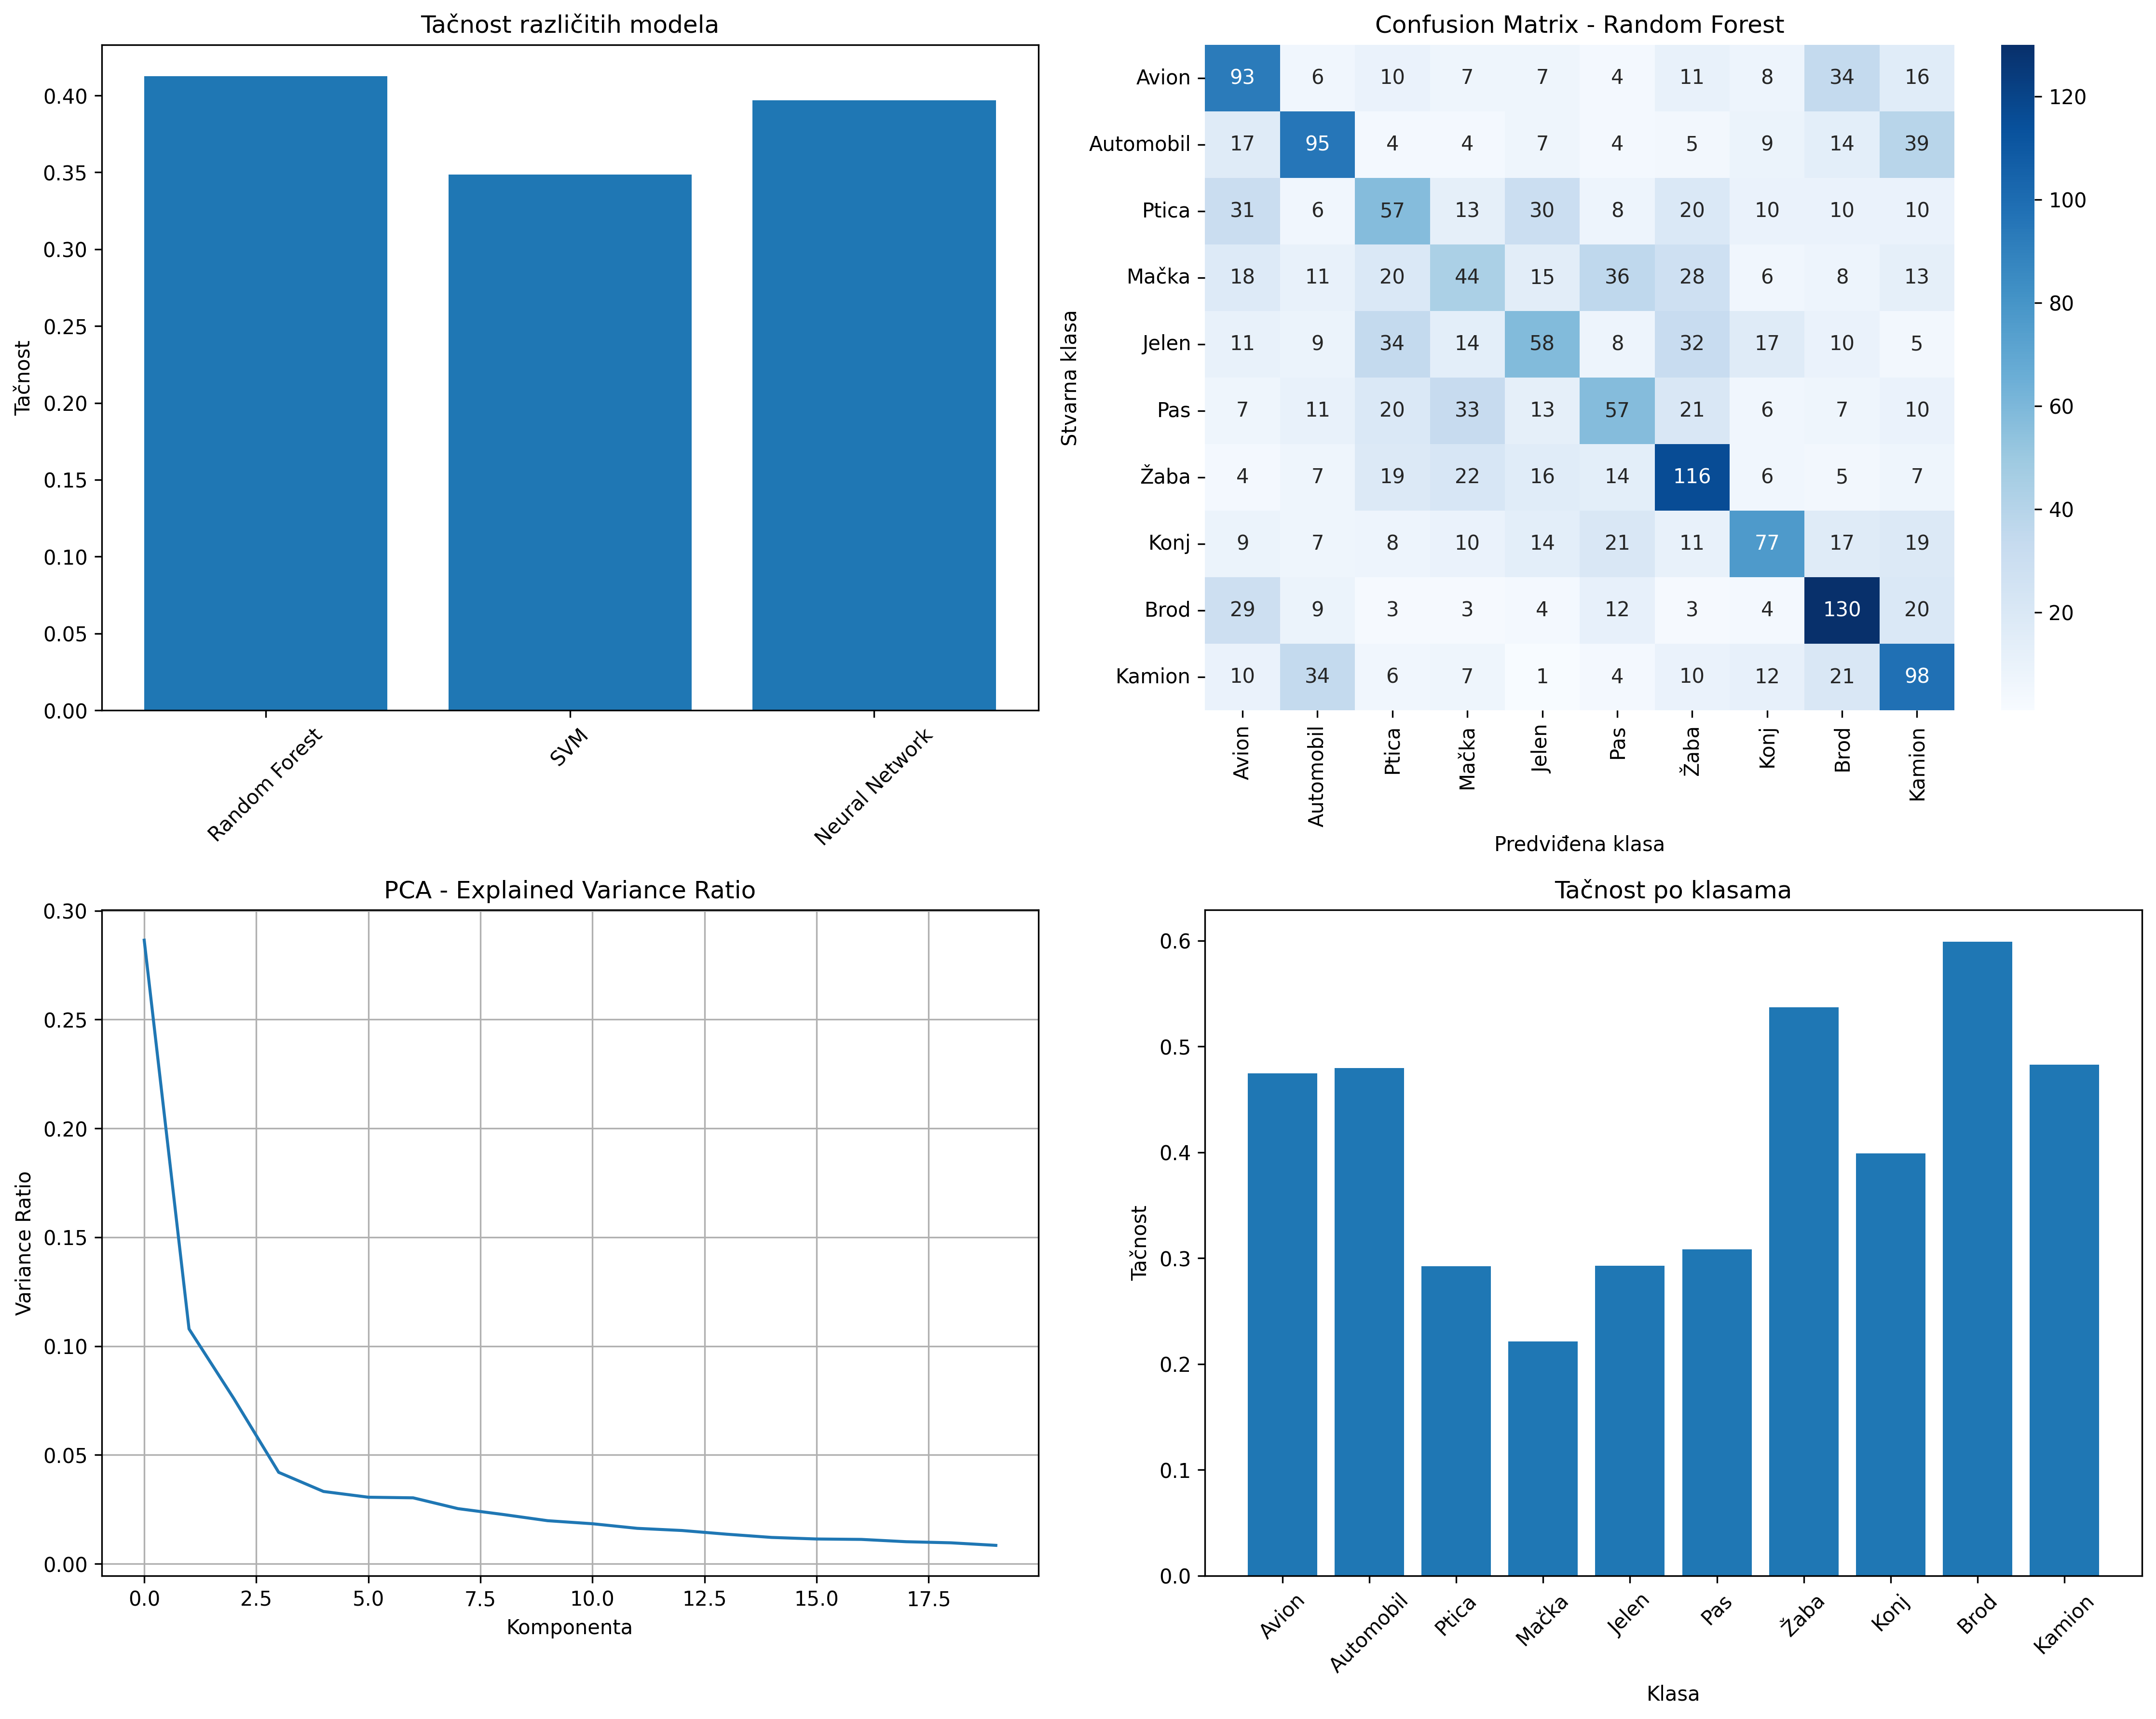 Tačnost različitih modela
Tačnost
0.40
0.35
0.30
0.25
0.20
0.15
0.10
0.05
0.00
Random Forest
SVM
Neural Network
Confusion Matrix - Random Forest
Stvarna klasa
Avion 93 6 10 7 7 4 11 8 34 16
Automobil 17 95 4 4 7 4 5 9 14 39
Ptica 31 6 57 13 30 8 20 10 10 10
Mačka 18 11 20 44 15 36 28 6 8 13
Jelen 11 9 34 14 58 8 32 17 10 5
Pas 7 11 20 33 13 57 21 6 7 10
Žaba 4 7 19 22 16 14 116 6 5 7
Konj 9 7 8 10 14 21 11 77 17 19
Brod 29 9 3 3 4 12 3 4 130 20
Kamion 10 34 6 7 1 4 10 12 21 98
Avion
Automobil
Ptica
Mačka
Jelen
Pas
Žaba
Konj
Brod
Kamion
Predviđena klasa
120
100
80
60
40
20
PCA - Explained Variance Ratio
Variance Ratio
0.30
0.25
0.20
0.15
0.10
0.05
0.00
0.0 2.5 5.0 7.5 10.0 12.5 15.0 17.5
Komponenta
Tačnost po klasama
Tačnost
0.6
0.5
0.4
0.3
0.2
0.1
0.0
Avion
Automobil
Ptica
Mačka
Jelen
Pas
Žaba
Konj
Brod
Kamion
Klasa